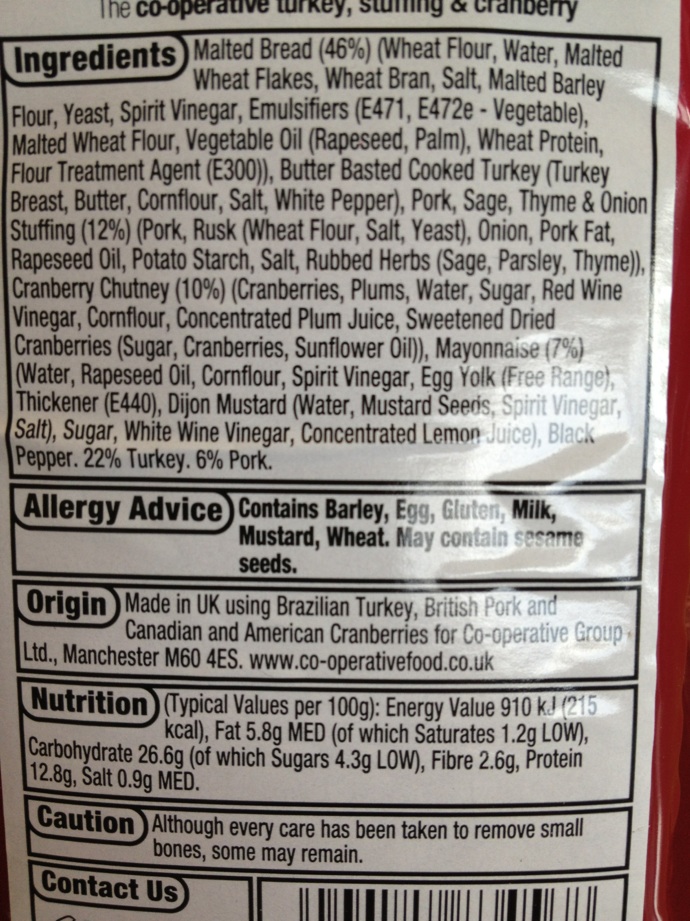 The co-operative turkey, stuffing & cranberry
Ingredients Malted Bread (46%) (Wheat Flour, Water, Malted
Wheat Flakes, Wheat Bran, Salt, Malted Barley
Flour, Yeast, Spirit Vinegar, Emulsifiers (E471, E472e - Vegetable),
Malted Wheat Flour, Vegetable Oil (Rapeseed, Palm), Wheat Protein,
Flour Treatment Agent (E300)), Butter Basted Cooked Turkey (Turkey
Breast, Butter, Cornflour, Salt, White Pepper), Pork, Sage, Thyme & Onion
Stuffing (12%) (Pork, Rusk (Wheat Flour, Salt, Yeast), Onion, Pork Fat,
Rapeseed Oil, Potato Starch, Salt, Rubbed Herbs (Sage, Parsley, Thyme)),
Cranberry Chutney (10%) (Cranberries, Plums, Water, Sugar, Red Wine
Vinegar, Cornflour, Concentrated Plum Juice, Sweetened Dried
Cranberries (Sugar, Cranberries, Sunflower Oil)), Mayonnaise (7%)
(Water, Rapeseed Oil, Cornflour, Spirit Vinegar, Egg Yolk (Free Range),
Thickener (E440), Dijon Mustard (Water, Mustard Seeds, Spirit Vinegar,
Salt), Sugar, White Wine Vinegar, Concentrated Lemon Juice), Black
Pepper. 22% Turkey. 6% Pork.
Allergy Advice Contains Barley, Egg, Gluten, Milk,
Mustard, Wheat. May contain sesame
seeds.
Origin Made in UK using Brazilian Turkey, British Pork and
Canadian and American Cranberries for Co-operative Group
Ltd., Manchester M60 4ES. www.co-operativefood.co.uk
Nutrition (Typical Values per 100g): Energy Value 910 kJ (215
kcal), Fat 5.8g MED (of which Saturates 1.2g LOW),
Carbohydrate 26.6g (of which Sugars 4.3g LOW), Fibre 2.6g, Protein
12.8g, Salt 0.9g MED.
Caution Although every care has been taken to remove small
bones, some may remain.
Contact Us